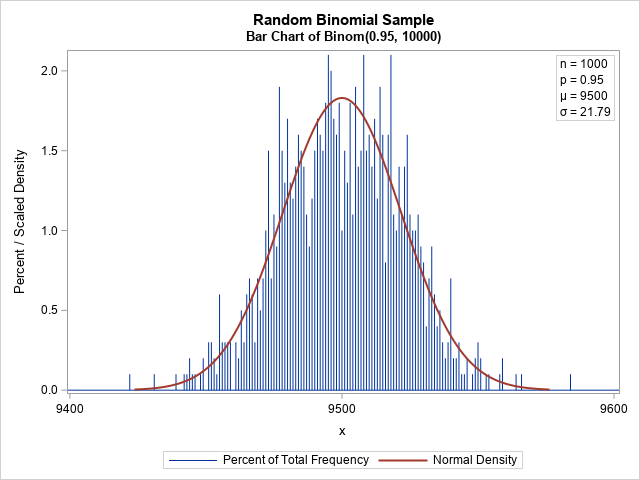 Random Binomial Sample
Bar Chart of Binom(0.95, 10000)
n = 1000
p = 0.95
μ = 9500
σ = 21.79
Percent / Scaled Density
2.0
1.5
1.0
0.5
0.0
9400
9500
9600
x
Percent of Total Frequency
Normal Density